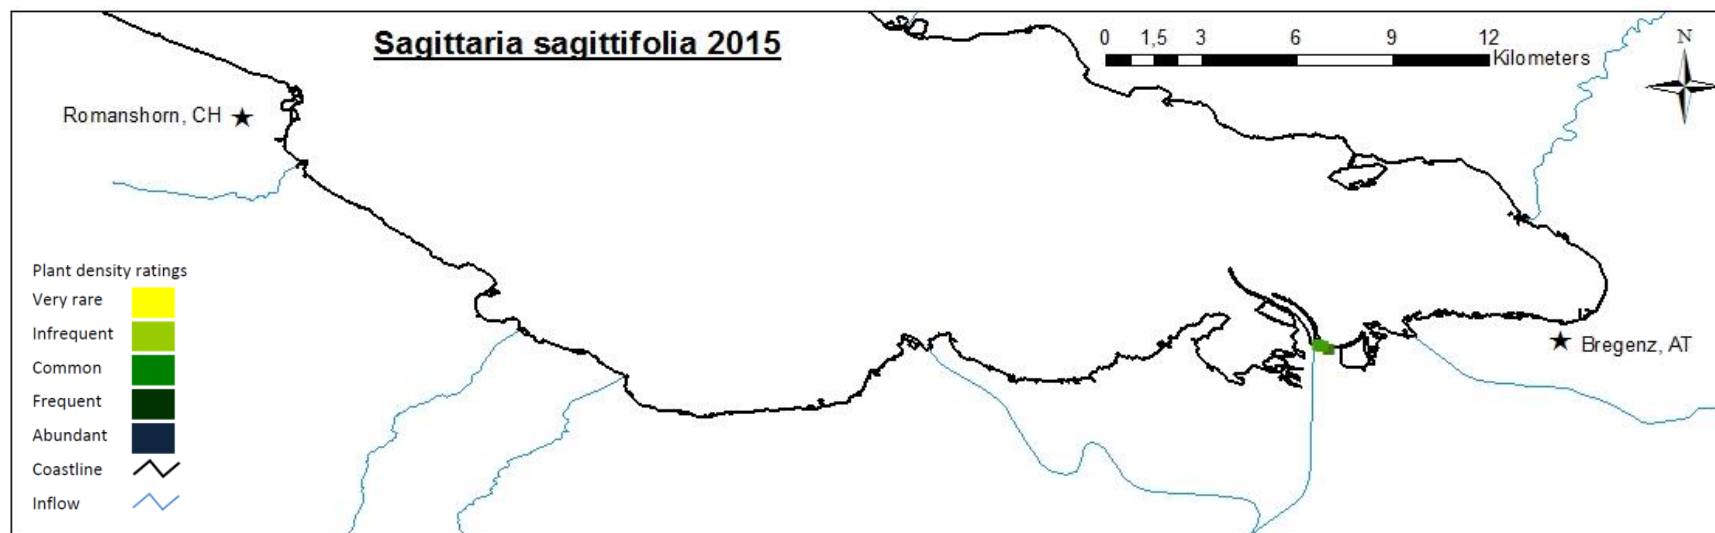 Sagittaria sagittifolia 2015
0 1,5 3 6 9 12
Kilometers
N
Romanshorn, CH
Plant density ratings
Very rare
Infrequent
Common
Frequent
Abundant
Coastline
Inflow
Bregenz, AT